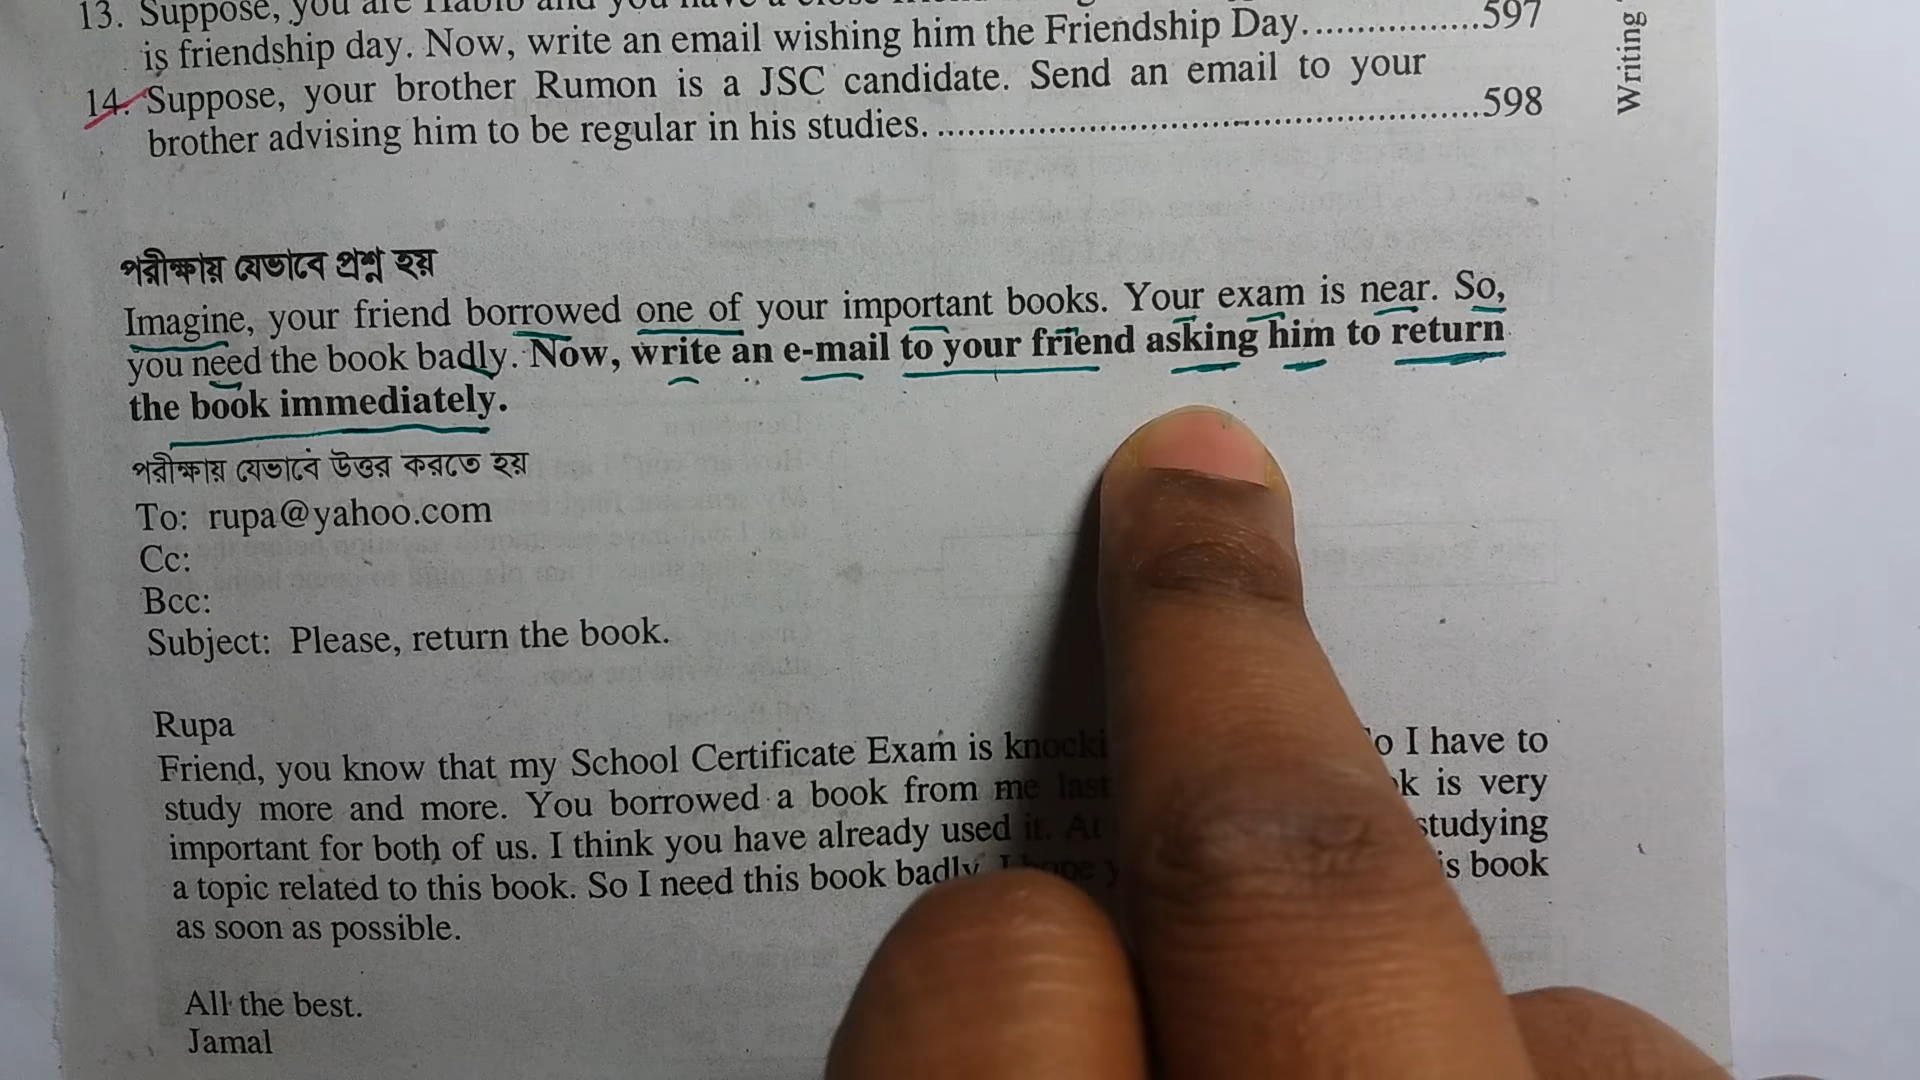 13. Suppose, you are Habib and you have a close
is friendship day. Now, write an email wishing him the Friendship Day.................597
14. Suppose, your brother Rumon is a JSC candidate. Send an email to your
brother advising him to be regular in his studies. ......................................................598
Writing
পরীক্ষায় যেভাবে প্রশ্ন হয়
Imagine, your friend borrowed one of your important books. Your exam is near. So,
you need the book badly. Now, write an e-mail to your friend asking him to return
the book immediately.
পরীক্ষায় যেভাবে উত্তর করতে হয়
To: rupa@yahoo.com
Cc:
Bcc:
Subject: Please, return the book.
Rupa
Friend, you know that my School Certificate Exam is I have to
study more and more. You borrowed a book from me last is very
important for both of us. I think you have already used it. At studying
a topic related to this book. So I need this book badly. I book
as soon as possible.
All the best.
Jamal